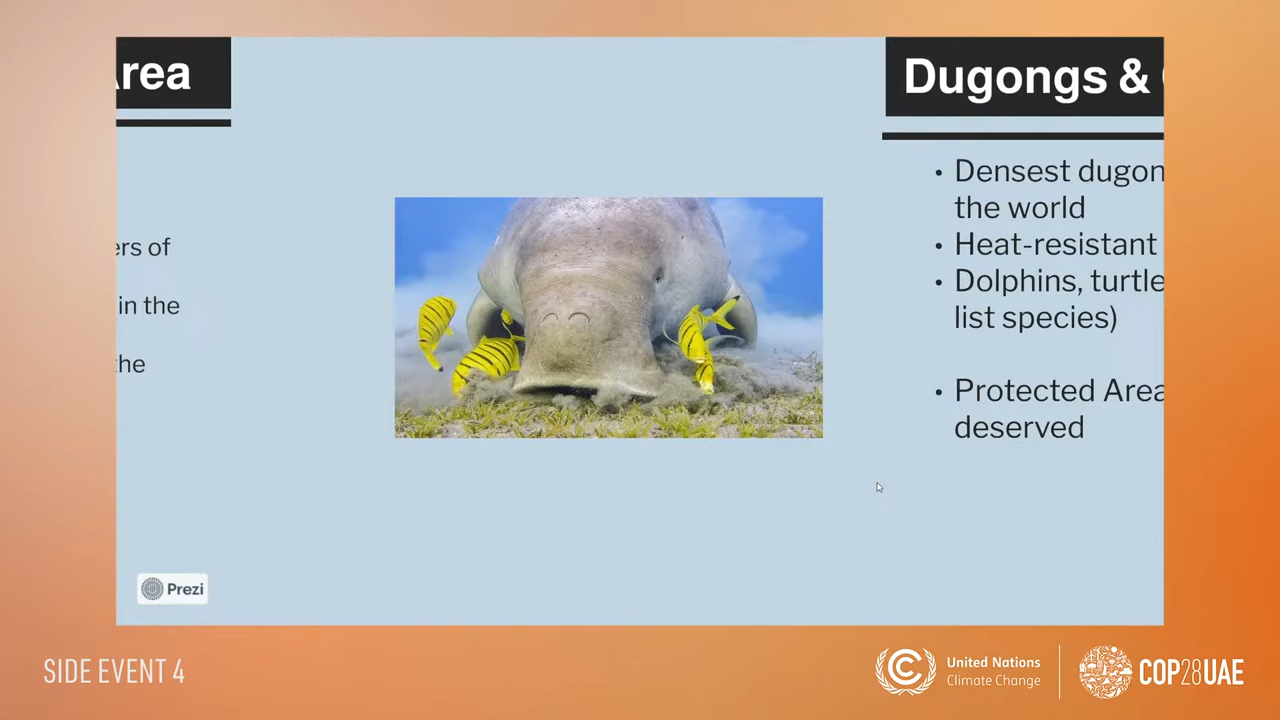 rea
ers of
in the
the
Dugongs &
• Densest dugon
the world
• Heat-resistant
• Dolphins, turtle
list species)
• Protected Area
deserved
Prezi
SIDE EVENT 4
United Nations
Climate Change
COP28UAE